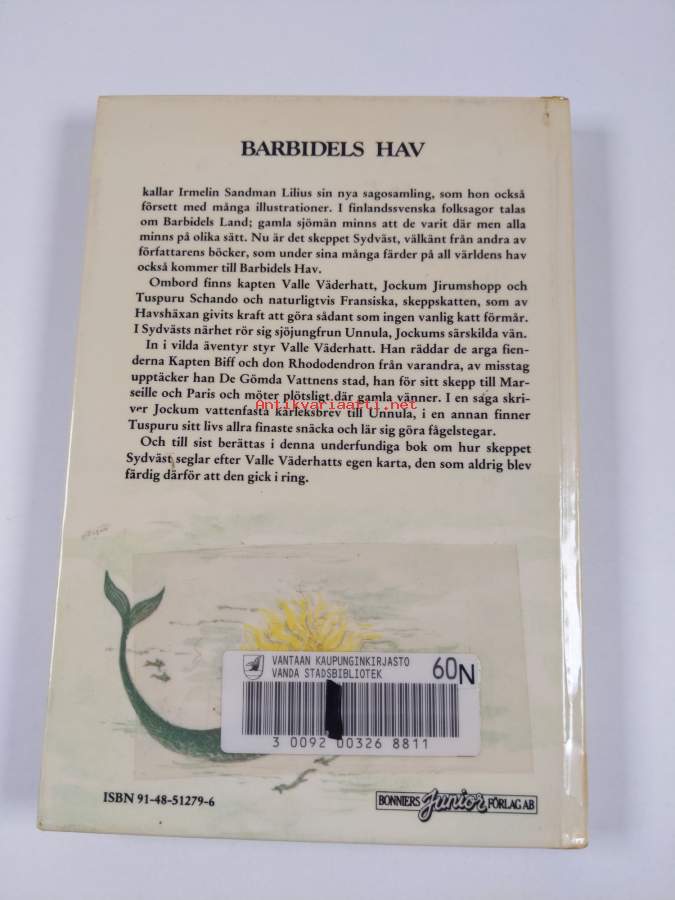 BARBIDELS HAV
kallar Irmelin Sandman Lilius sin nya sagosamling, som hon också
försett med många illustrationer. I finlandssvenska folksagor talas
om Barbidels Land; gamla sjömän minns att de varit där men alla
minns på olika sätt. Nu är det skeppet Sydväst, välkänt från andra av
författarens böcker, som under sina många färder på all världens hav
också kommer till Barbidels Hav.
Ombord finns kapten Valle Väderhatt, Jockum Jirumshopp och
Tuspuru Schando och naturligtvis Fransiska, skeppskatten, som av
Havshäxan givits kraft att göra sådant som ingen vanlig katt förmår.
I Sydvästs närhet rör sig sjöjungfrun Unnula, Jockums särskilda vän.
In i vilda äventyr styr Valle Väderhatt. Han räddar de arga fien-
derna Kapten Biff och don Rhododendron från varandra, av misstag
upptäcker han De Gömda Vattnens stad, han för sitt skepp till Mar-
seille och Paris och möter plötsligt där gamla vänner. I en saga skri-
ver Jockum vattenfasta kärleksbrev till Unnula, i en annan finner
Antikvariaatti.net
Tuspuru sitt livs allra finaste snäcka och lär sig göra fågelstegar.
Och till sist berättas i denna underfundiga bok om hur skeppet
Sydväst seglar efter Valle Väderhatts egen karta, den som aldrig blev
färdig därför att den gick i ring.
VANTAAN KAUPUNGINKIRJASTO
VANDA STADSBIBLIOTEK
60N
3 0092 00326 8811
ISBN 91-48-51279-6
BONNIERS Junior FÖRLAG AB